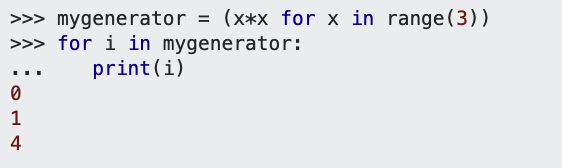 >>> mygenerator = (x*x for x in range(3))
>>> for i in mygenerator:
...    print(i)
0
1
4